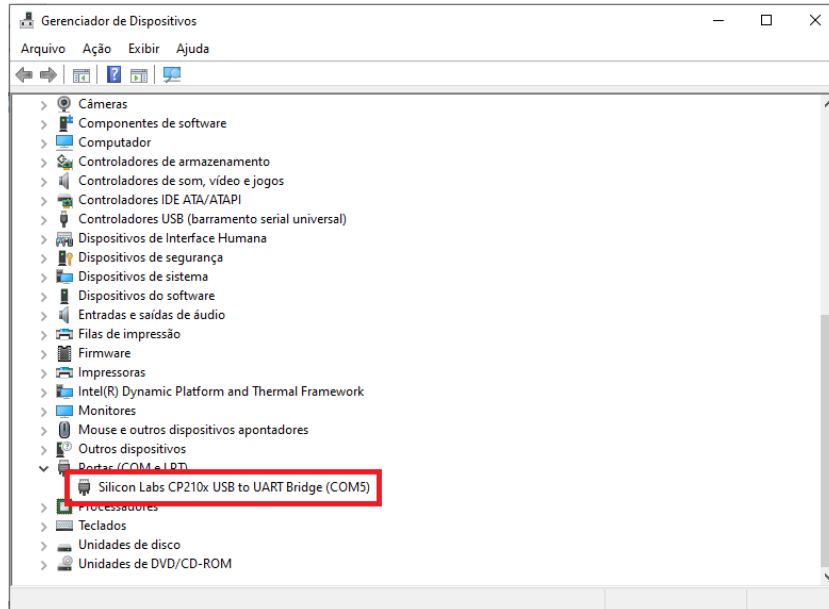 Gerenciador de Dispositivos
Arquivo Ação Exibir Ajuda
Câmeras
Componentes de software
Computador
Controladores de armazenamento
Controladores de som, vídeo e jogos
Controladores IDE ATA/ATAPI
Controladores USB (barramento serial universal)
Dispositivos de Interface Humana
Dispositivos de segurança
Dispositivos de sistema
Dispositivos do software
Entradas e saídas de áudio
Filas de impressão
Firmware
Impressoras
Intel(R) Dynamic Platform and Thermal Framework
Monitores
Mouse e outros dispositivos apontadores
Outros dispositivos
Portas (COM e LPT)
Silicon Labs CP210x USB to UART Bridge (COM5)
Processadores
Teclados
Unidades de disco
Unidades de DVD/CD-ROM